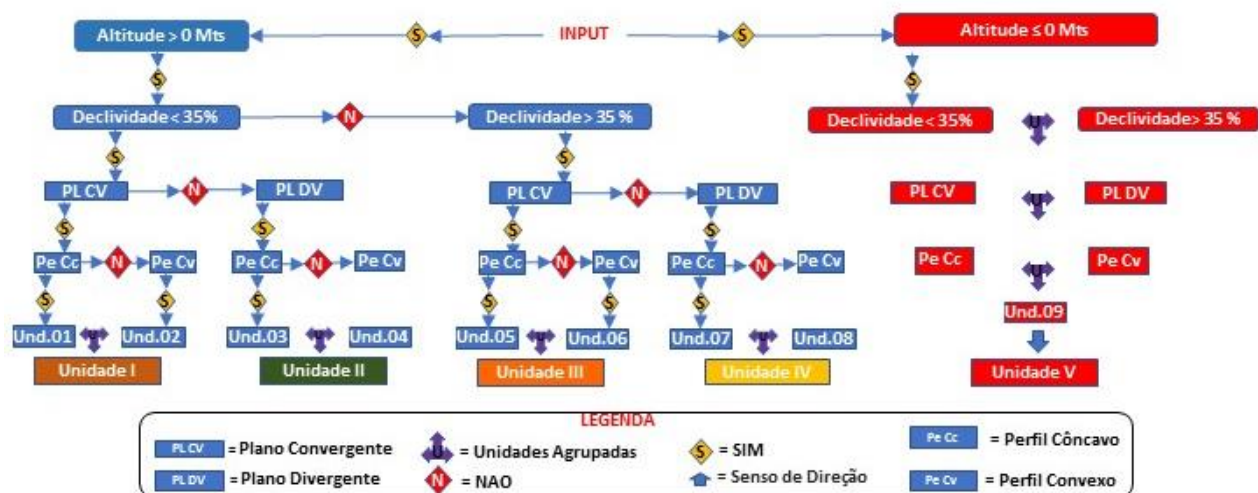 Altitude > 0 Mts S INPUT S Altitude ≤ 0 Mts
S S
Declividade < 35% N Declividade > 35 % Declividade < 35% U Declividade > 35 %
S S
PL CV N PL DV PL CV N PL DV PL CV U PL DV
S S S S
Pe Cc N Pe Cv Pe Cc N Pe Cv Pe Cc N Pe Cv Pe Cc N Pe Cv Pe Cc U Pe Cv
S S S S S S
Und.01 U Und.02 Und.03 U Und.04 Und.05 U Und.06 Und.07 U Und.08 Und.09
Unidade I Unidade II Unidade III Unidade IV Unidade V
LEGENDA
PL CV = Plano Convergente U = Unidades Agrupadas S = SIM Pe Cc = Perfil Côncavo
PL DV = Plano Divergente N = NAO = Senso de Direção Pe Cv = Perfil Convexo